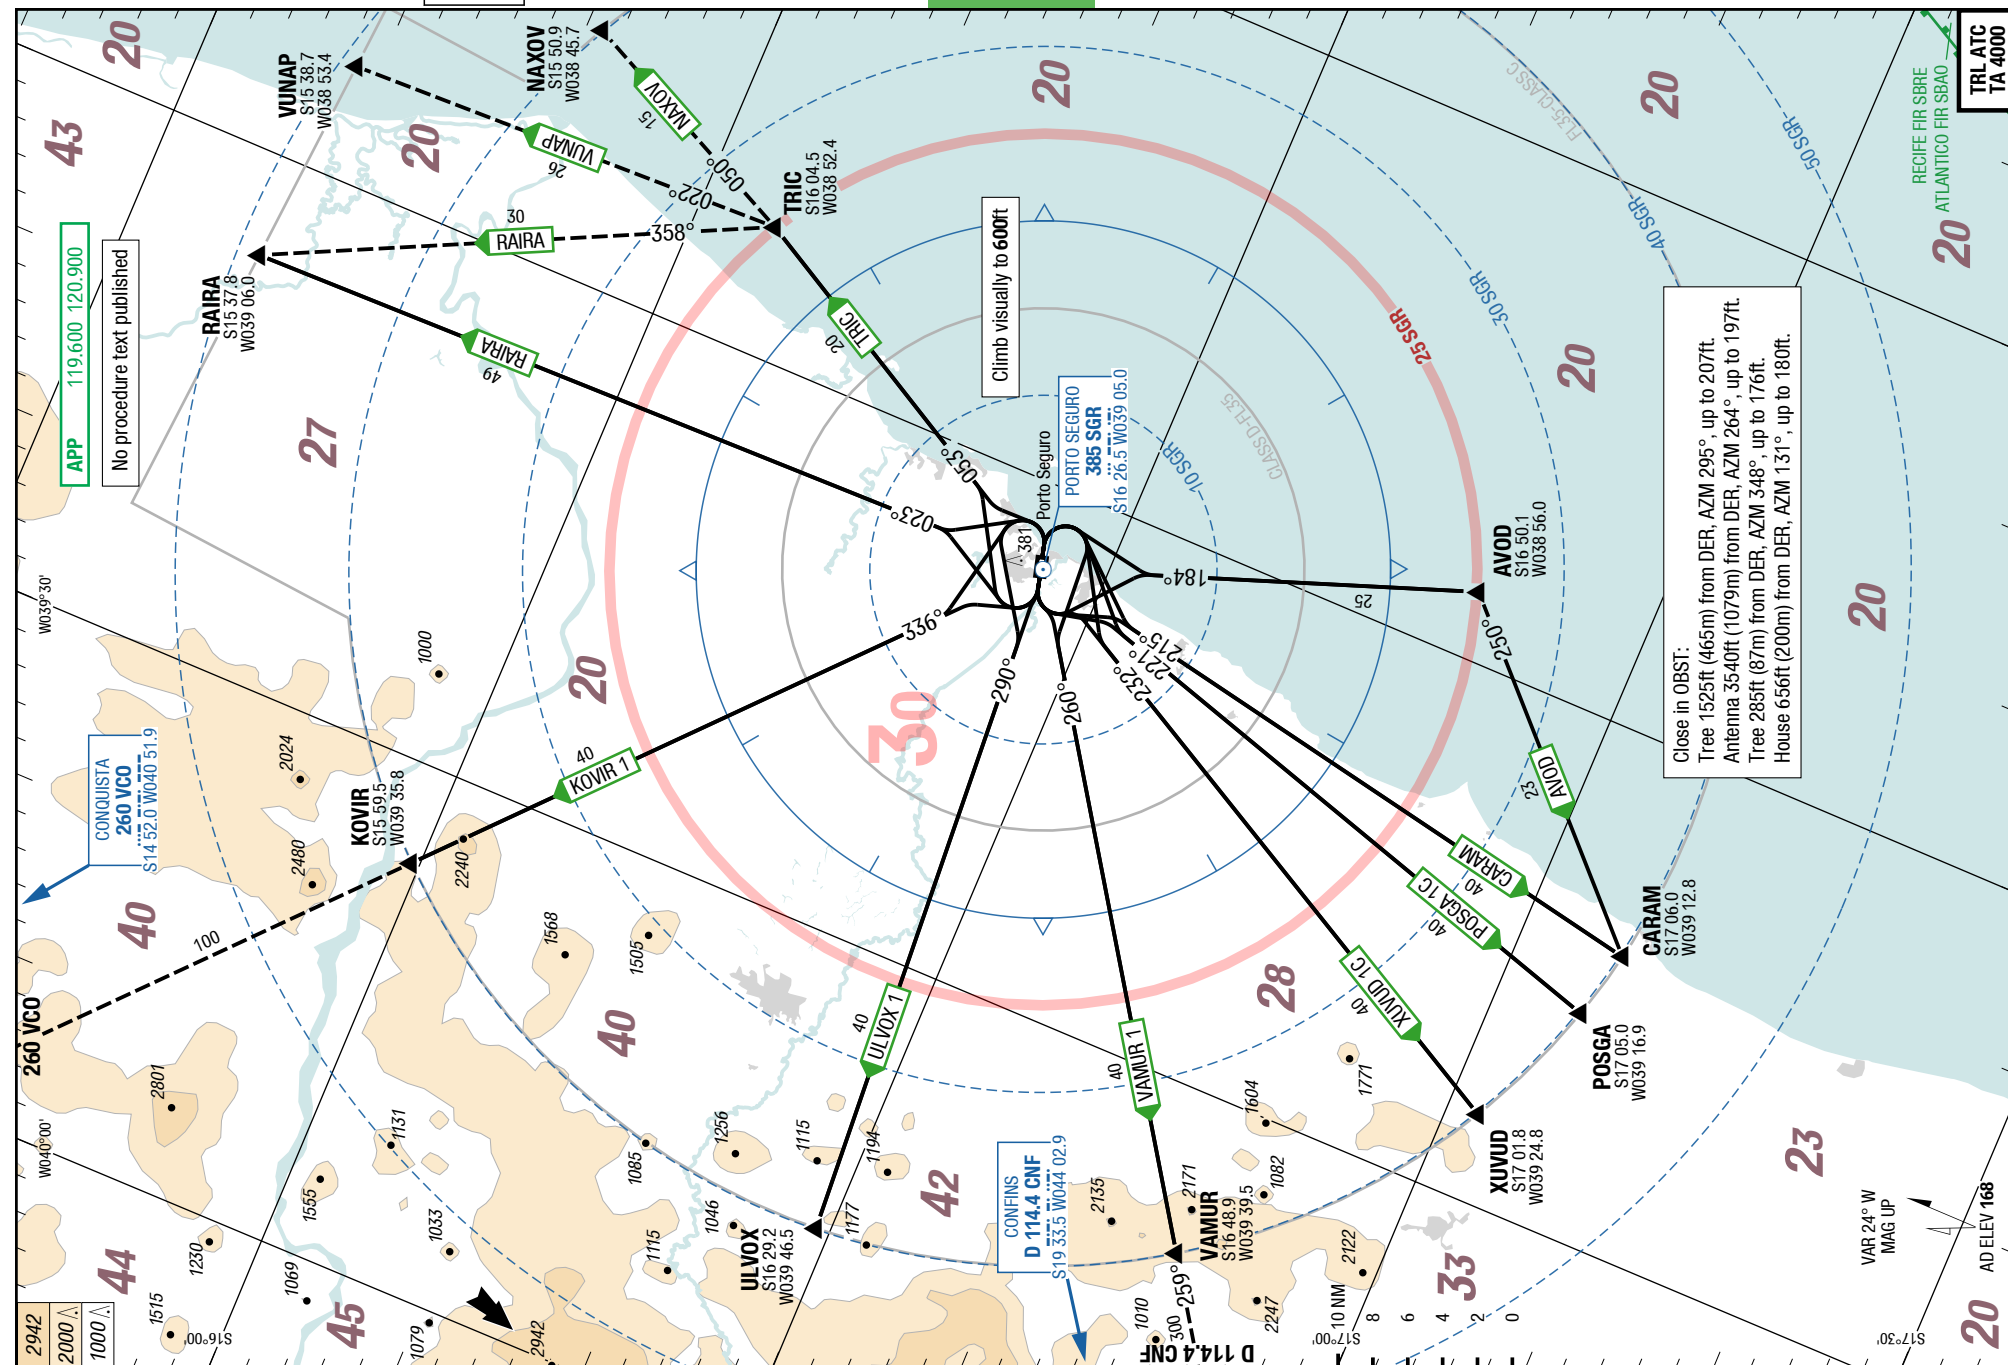 APP 119.600 120.900
No procedure text published
VUNAP
S15 38.7
W038 53.4
NAXOV
S15 50.9
W038 45.7
RAIRA
S15 37.8
W039 06.0
TRIC
S16 04.5
W038 52.4
NAXOV
15
050°
VUNAP
26
022°
RAIRA
30
358°
RAIRA
49
023°
TRIC
20
053°
Climb visually to 600ft
PORTO SEGURO
385 SGR
S16 26.5 W039 05.0
Porto Seguro
381
CLASS D-FL35
FL35-CLASS C
10 SGR
25 SGR
30 SGR
40 SGR
50 SGR
RECIFE FIR SBRE
ATLANTICO FIR SBAO
TRL ATC
TA 4000
CONQUISTA
260 VCO
S14 52.0 W040 51.9
KOVIR
S15 59.5
W039 35.8
KOVIR 1
40
336°
100
260 VCO
ULVOX 1
40
290°
ULVOX
S16 29.2
W039 46.5
VAMUR 1
40
260°
VAMUR
S16 48.9
W039 39.5
259°
300
D 114.4 CNF
CONFINS
D 114.4 CNF
S19 33.5 W044 02.9
XUVUD 1C
40
232°
XUVUD
S17 01.8
W039 24.8
POSGA 1C
40
221°
POSGA
S17 05.0
W039 16.9
CARAM
40
215°
CARAM
S17 06.0
W039 12.8
184°
25
AVOD
S16 50.1
W038 56.0
250°
AVOD
23
Close in OBST:
Tree 1525ft (465m) from DER, AZM 295°, up to 207ft.
Antenna 3540ft (1079m) from DER, AZM 264°, up to 197ft.
Tree 285ft (87m) from DER, AZM 348°, up to 176ft.
House 656ft (200m) from DER, AZM 131°, up to 180ft.
20
43
20
20
20
20
20
20
27
20
30
40
40
42
28
44
45
33
23
20
W039°30'
W040°00'
S16°00'
S17°00'
S17°30'
1000
2024
2480
2240
1568
1505
2801
1131
1555
1230
1033
1069
1515
1079
2942
1085
1256
1115
1194
1046
1177
1115
2135
2171
1604
1771
1082
2122
2247
1010
2942
2000
1000
10 NM
8
6
4
2
0
VAR 24° W
MAG UP
AD ELEV 168